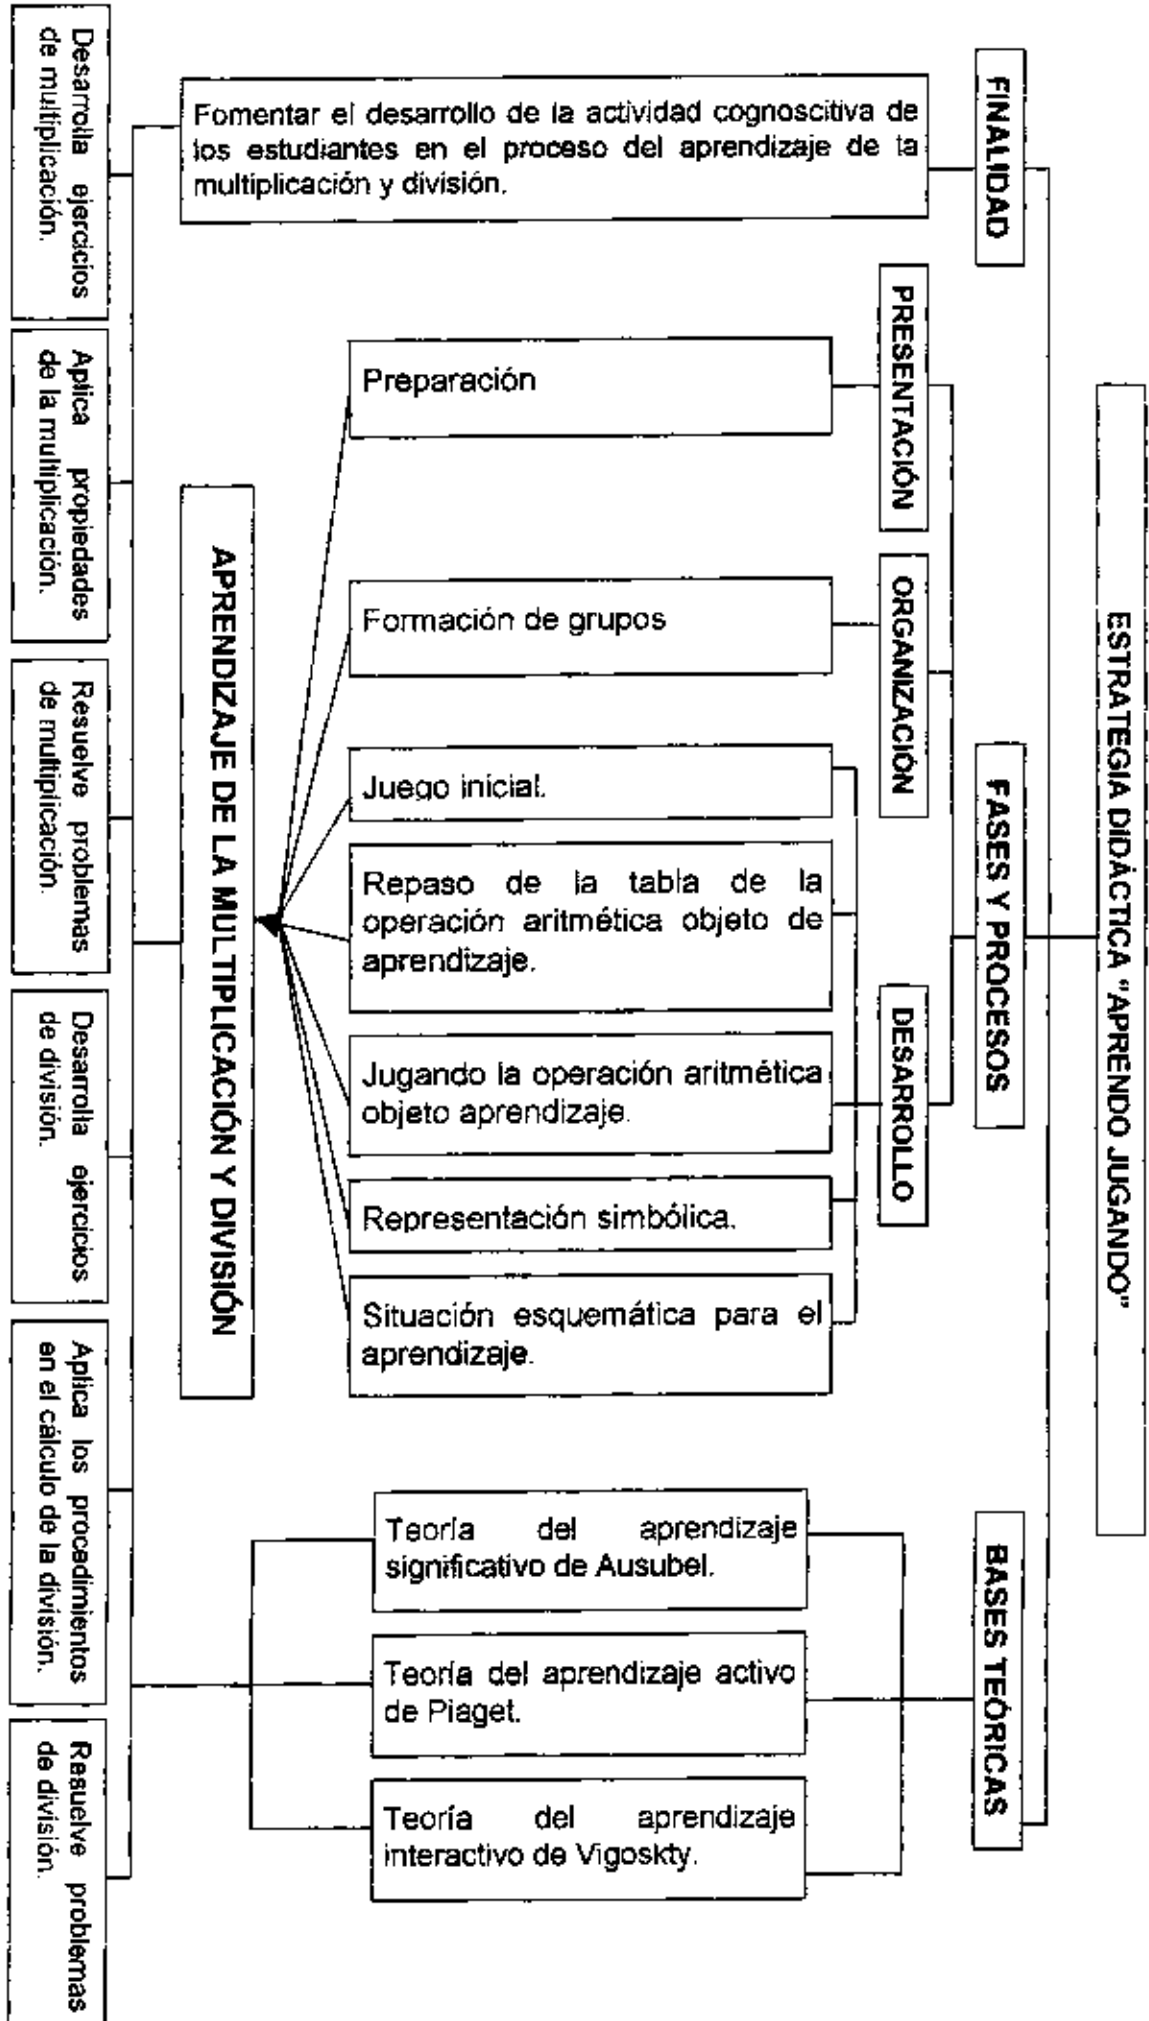 ESTRATEGIA DIDÁCTICA "APRENDO JUGANDO"
FINALIDAD
FASES Y PROCESOS
BASES TEÓRICAS
PRESENTACIÓN
ORGANIZACIÓN
DESARROLLO
Fomentar el desarrollo de la actividad cognoscitiva de
los estudiantes en el proceso del aprendizaje de la
multiplicación y división.
Preparación
Formación de grupos
Juego inicial.
Repaso de la tabla de la
operación aritmética objeto de
aprendizaje.
Jugando la operación aritmética
objeto aprendizaje.
Representación simbólica.
Situación esquemática para el
aprendizaje.
Teoría del aprendizaje
significativo de Ausubel.
Teoría del aprendizaje activo
de Piaget.
Teoría del aprendizaje
interactivo de Vigoskty.
APRENDIZAJE DE LA MULTIPLICACIÓN Y DIVISIÓN
Desarrolla ejercicios
de multiplicación.
Aplica propiedades
de la multiplicación.
Resuelve problemas
de multiplicación.
Desarrolla ejercicios
de división.
Aplica los procedimientos
en el cálculo de la división.
Resuelve problemas
de división.